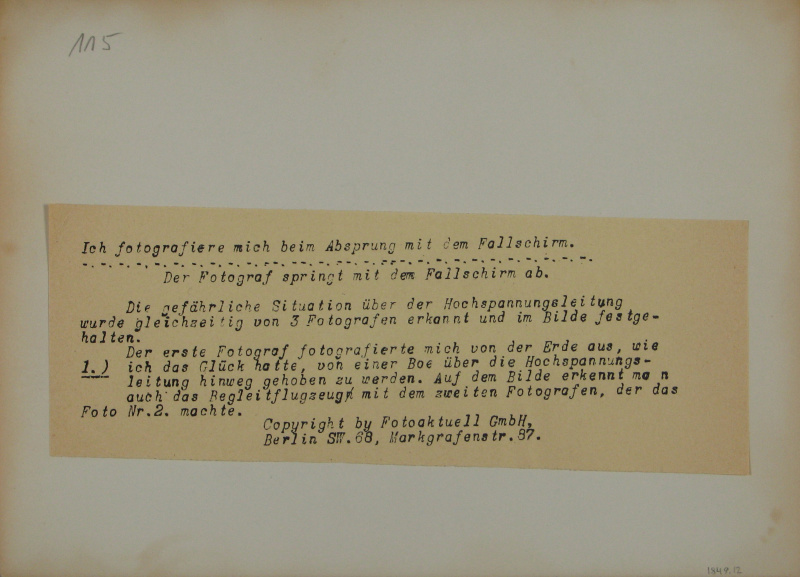 115
Ich fotografiere mich beim Absprung mit dem Fallschirm.
-.-.-.-.-.-.-.-.-.-.-.-.-.-.-.-.-.-.-.-.-.-.-.-.-.-.-.
Der Fotograf springt mit dem Fallschirm ab.
Die gefährliche Situation über der Hochspannungsleitung
wurde gleichzeitig von 3 Fotografen erkannt und im Bilde festge-
halten.
Der erste Fotograf fotografierte mich von der Erde aus, wie
1.) ich das Glück hatte, von einer Boe über die Hochspannungs-
leitung hinweg gehoben zu werden. Auf dem Bilde erkennt ma n
auch das Begleitflugzeug mit dem zweiten Fotografen, der das
Foto Nr.2. machte.
Copyright by Fotoaktuell GmbH,
Berlin SW.68, Markgrafenstr.87.
1949.12